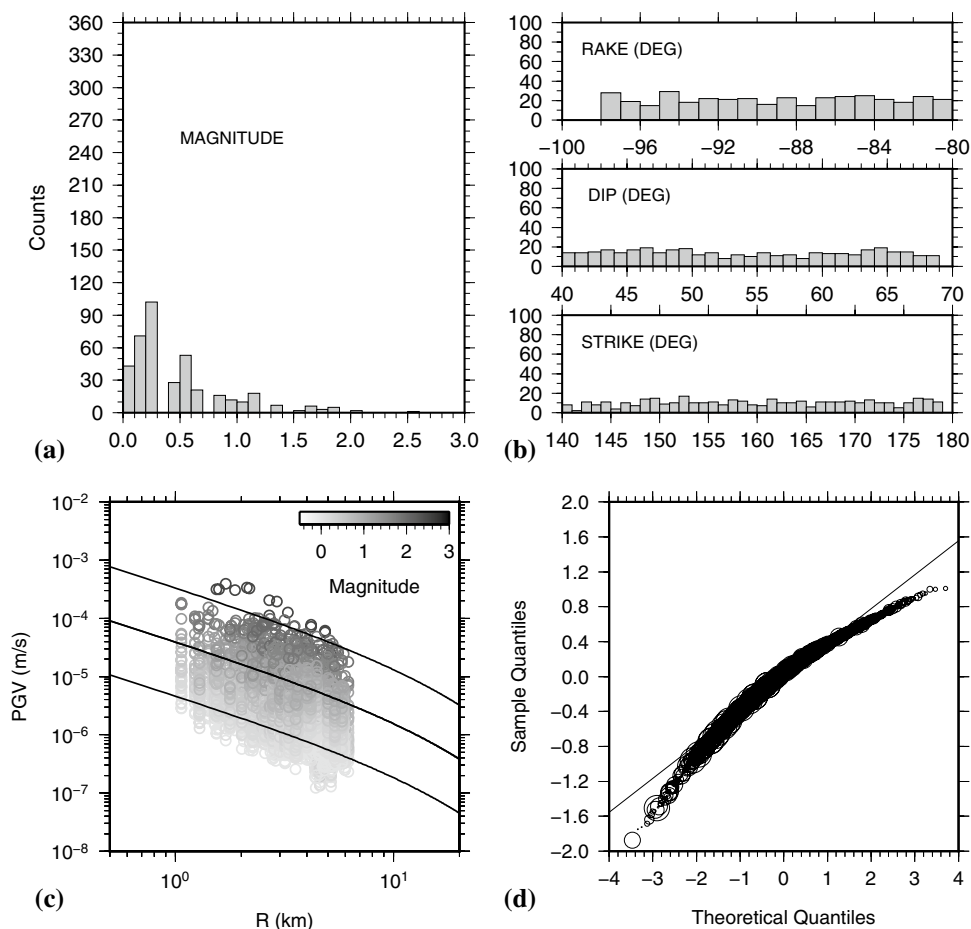 360
330
300
270
240
210
180
150
120
90
60
30
0
Counts
MAGNITUDE
0.0 0.5 1.0 1.5 2.0 2.5 3.0
(a)
100
80
60
40
20
0
RAKE (DEG)
−100 −96 −92 −88 −84 −80
100
80
60
40
20
0
DIP (DEG)
40 45 50 55 60 65 70
100
80
60
40
20
0
STRIKE (DEG)
140 145 150 155 160 165 170 175 180
(b)
10−2
10−3
10−4
10−5
10−6
10−7
10−8
PGV (m/s)
0 1 2 3
Magnitude
100 101
R (km)
(c)
2.0
1.6
1.2
0.8
0.4
0.0
−0.4
−0.8
−1.2
−1.6
−2.0
Sample Quantiles
−4 −3 −2 −1 0 1 2 3 4
Theoretical Quantiles
(d)